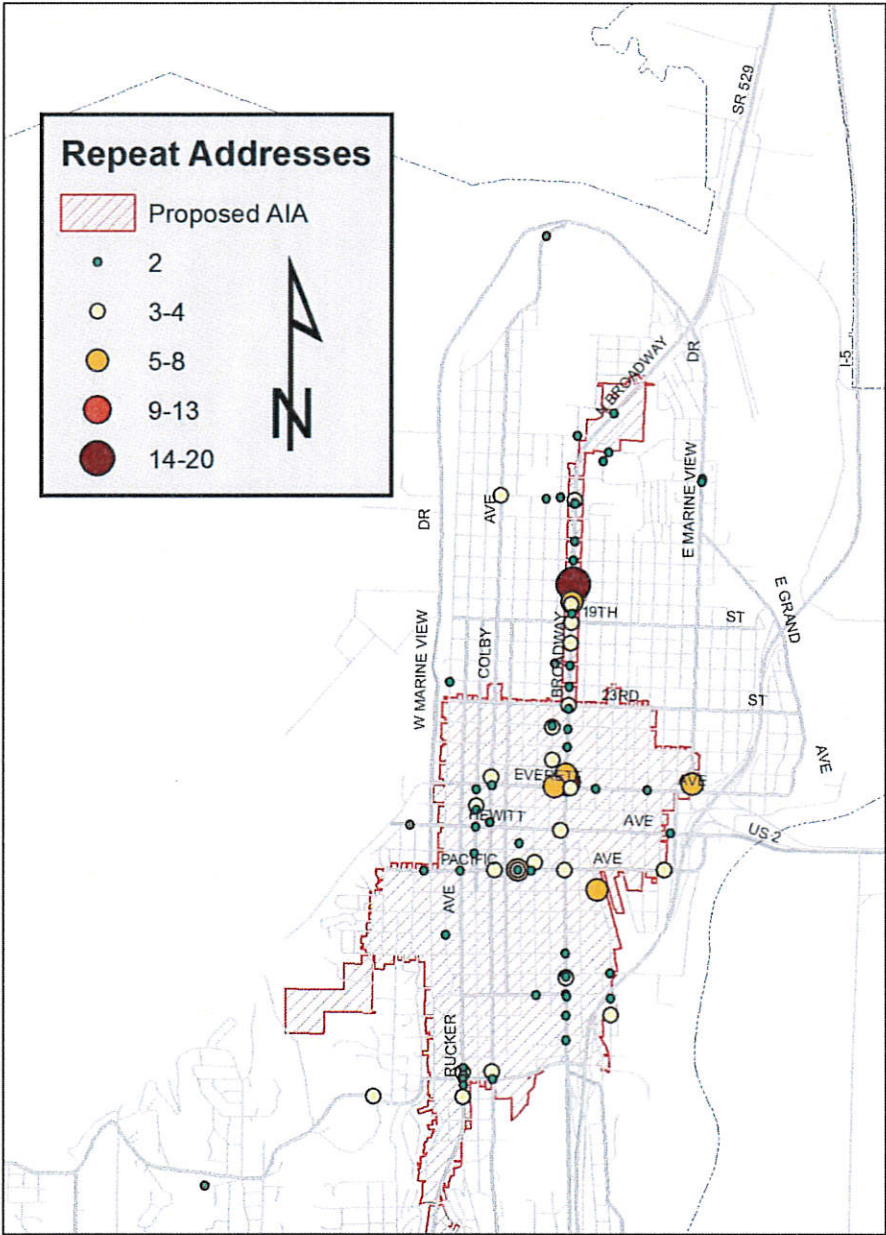 Repeat Addresses
Proposed AIA
2
3-4
5-8
9-13
14-20
N
SR 529
I-5
N BROADWAY
DR
E MARINE VIEW
DR
AVE
E GRAND
19TH
ST
W MARINE VIEW
COLBY
BROADWAY
23RD
ST
AVE
EVERETT
AVE
HEWITT
AVE
US 2
PACIFIC
AVE
AVE
RUCKER